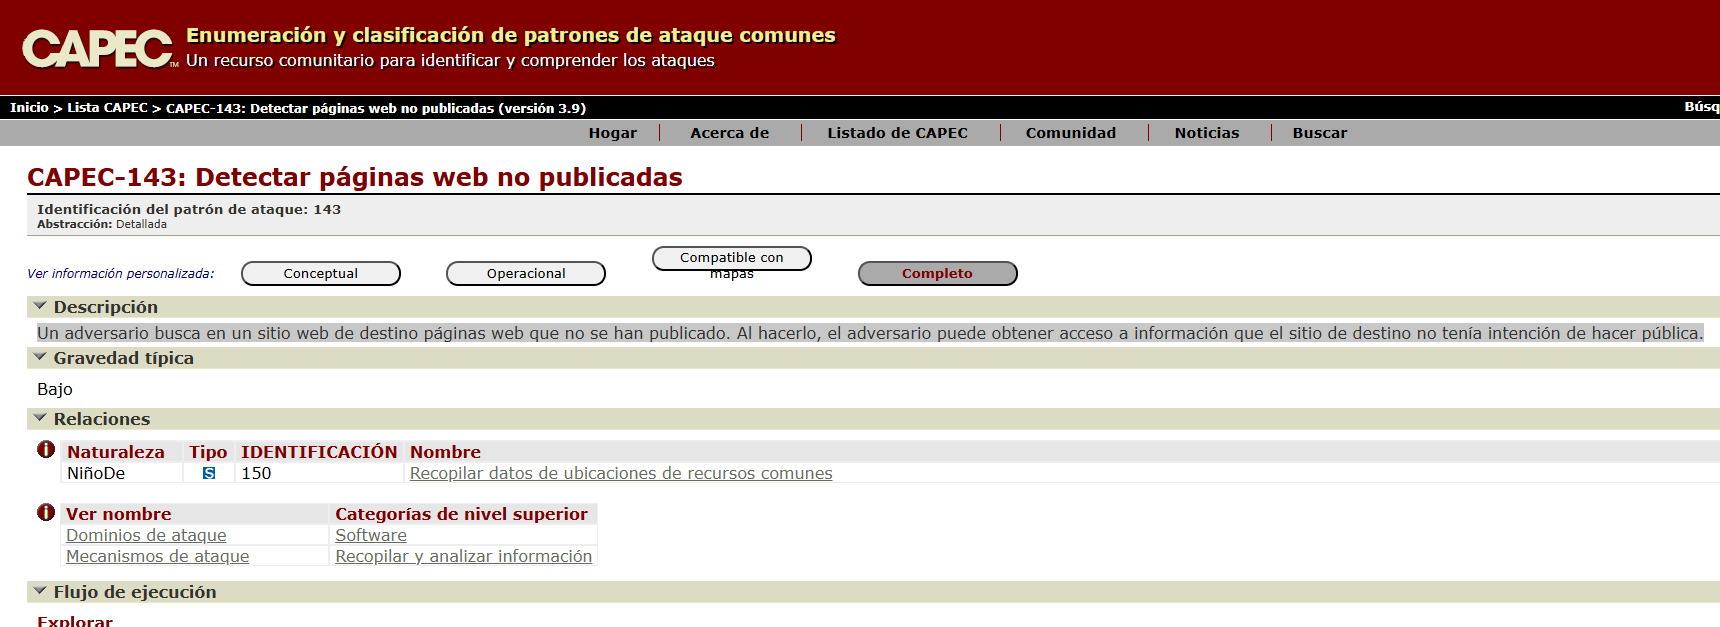 CAPEC™
Enumeración y clasificación de patrones de ataque comunes
Un recurso comunitario para identificar y comprender los ataques
Inicio > Lista CAPEC > CAPEC-143: Detectar páginas web no publicadas (versión 3.9)
Búsq
Hogar | Acerca de | Listado de CAPEC | Comunidad | Noticias | Buscar
CAPEC-143: Detectar páginas web no publicadas
Identificación del patrón de ataque: 143
Abstracción: Detallada
Ver información personalizada:
Conceptual
Operacional
Compatible con
mapas
Completo
Descripción
Un adversario busca en un sitio web de destino páginas web que no se han publicado. Al hacerlo, el adversario puede obtener acceso a información que el sitio de destino no tenía intención de hacer pública.
Gravedad típica
Bajo
Relaciones
Naturaleza Tipo IDENTIFICACIÓN Nombre
NiñoDe S 150 Recopilar datos de ubicaciones de recursos comunes
Ver nombre Categorías de nivel superior
Dominios de ataque Software
Mecanismos de ataque Recopilar y analizar información
Flujo de ejecución
Explorar